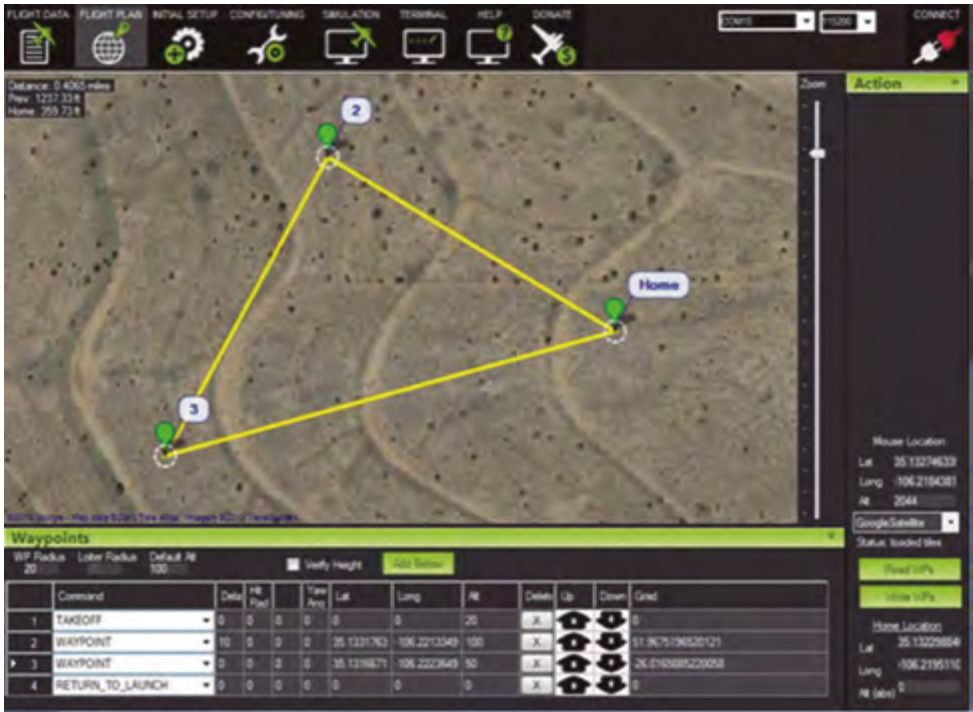 FLIGHT DATA FLIGHT PLAN INITIAL SETUP CONFIG/TUNING SIMULATION TERMINAL HELP DONATE COM10 115200 CONNECT
Distance: 0.4065 miles
Prev: 1237.33 ft
Home: 359.73 ft
Zoom
Action
2
Home
3
Mouse Location
Lat
Long -106.2184381
Alt 2044
GoogleSatellite
Status: loaded tiles
Read WPs
Write WPs
Home Location
Lat
Long -106.2195110
Alt (abs) 0
Waypoints
WP Radius Loiter Radius Default Alt
20 100 Verify Height Add Below
Command Delay Hit Rad Yaw Ang Lat Long Alt Delete Up Down Grad
1 TAKEOFF 0 0 0 0 0 0 20 X 0
2 WAYPOINT 10 0 0 0 35.1331763 -106.2213349 100 X 51.9675196520121
3 WAYPOINT 0 0 0 0 35.1316671 -106.2223649 50 X -26.0165685220058
4 RETURN_TO_LAUNCH 0 0 0 0 0 0 0 X 0